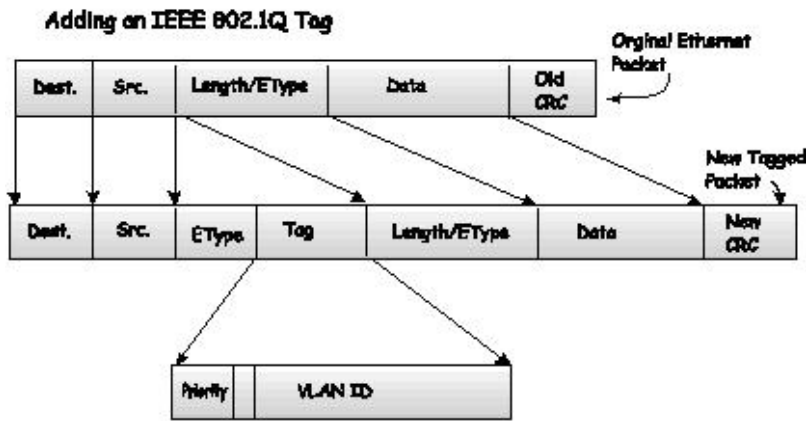 Adding an IEEE 802.1Q Tag
Orginal Ethernet
Packet
Dest. Src. Length/EType Data Old
CRC
New Tagged
Packet
Dest. Src. EType Tag Length/EType Data New
CRC
Priority VLAN ID